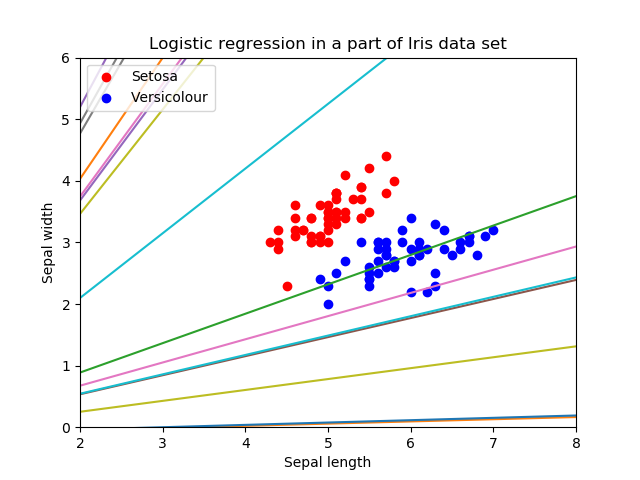 Logistic regression in a part of Iris data set
Setosa
Versicolour
6
5
4
3
2
1
0
Sepal width
2
3
4
5
6
7
8
Sepal length